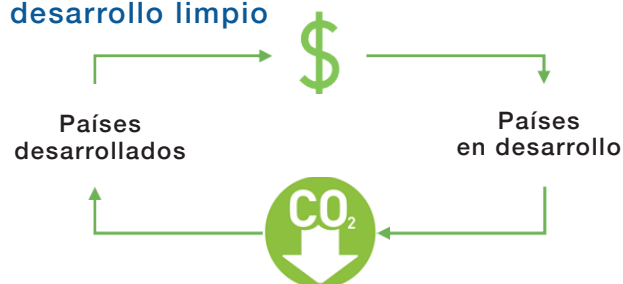 desarrollo limpio
$
Países
desarrollados
Países
en desarrollo
CO₂